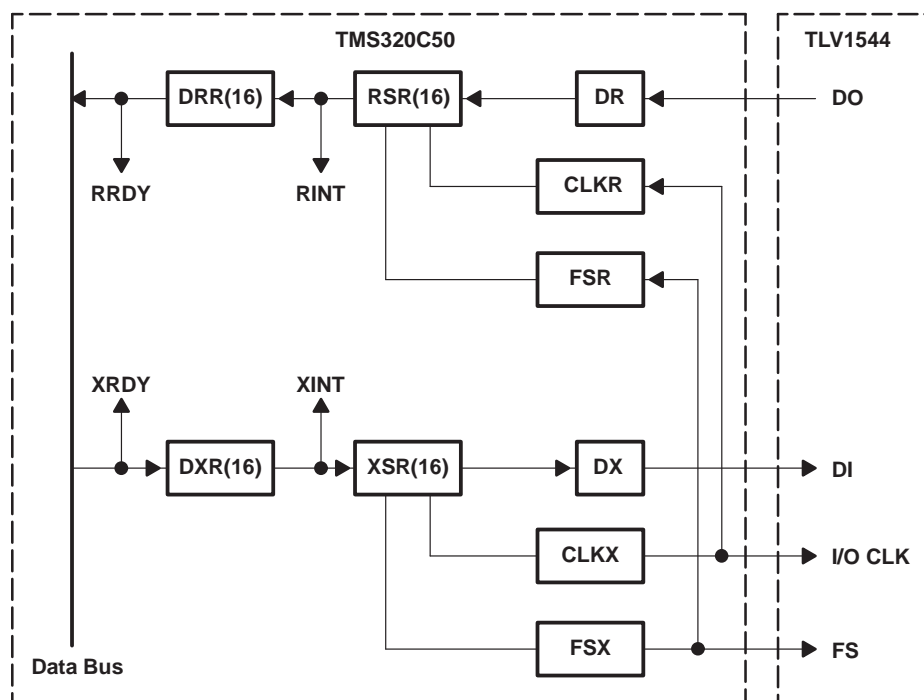 TMS320C50
TLV1544
DRR(16)
RSR(16)
DR
DO
RRDY
RINT
CLKR
FSR
XRDY
XINT
DXR(16)
XSR(16)
DX
DI
CLKX
I/O CLK
FSX
FS
Data Bus